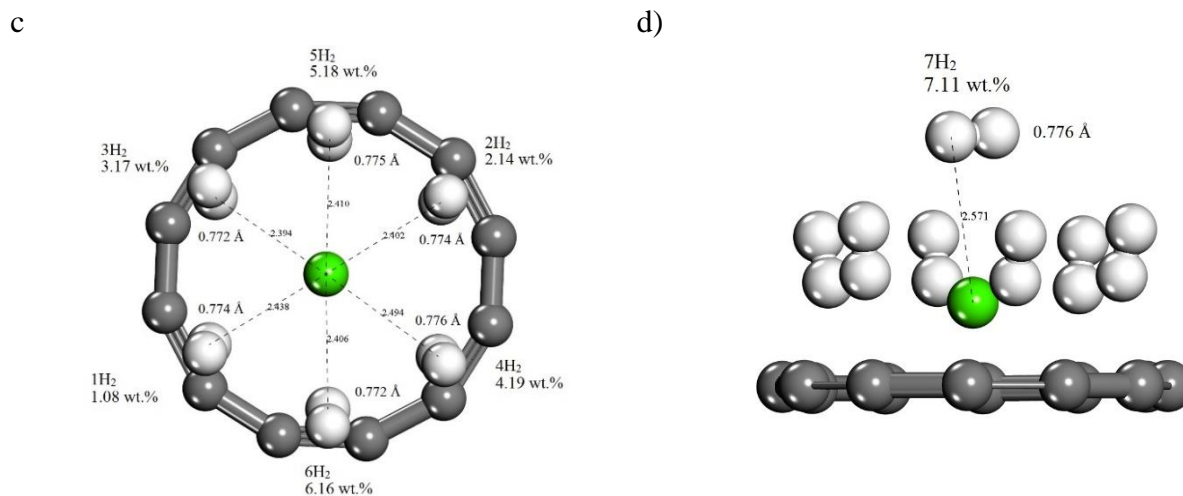 c
5H₂
5.18 wt.%
3H₂
3.17 wt.%
2H₂
2.14 wt.%
0.775 Å
2.410
0.772 Å
2.394
2.402
0.774 Å
0.774 Å
2.438
2.494
0.776 Å
2.406
1H₂
1.08 wt.%
0.772 Å
4H₂
4.19 wt.%
6H₂
6.16 wt.%
d)
7H₂
7.11 wt.%
0.776 Å
2.571